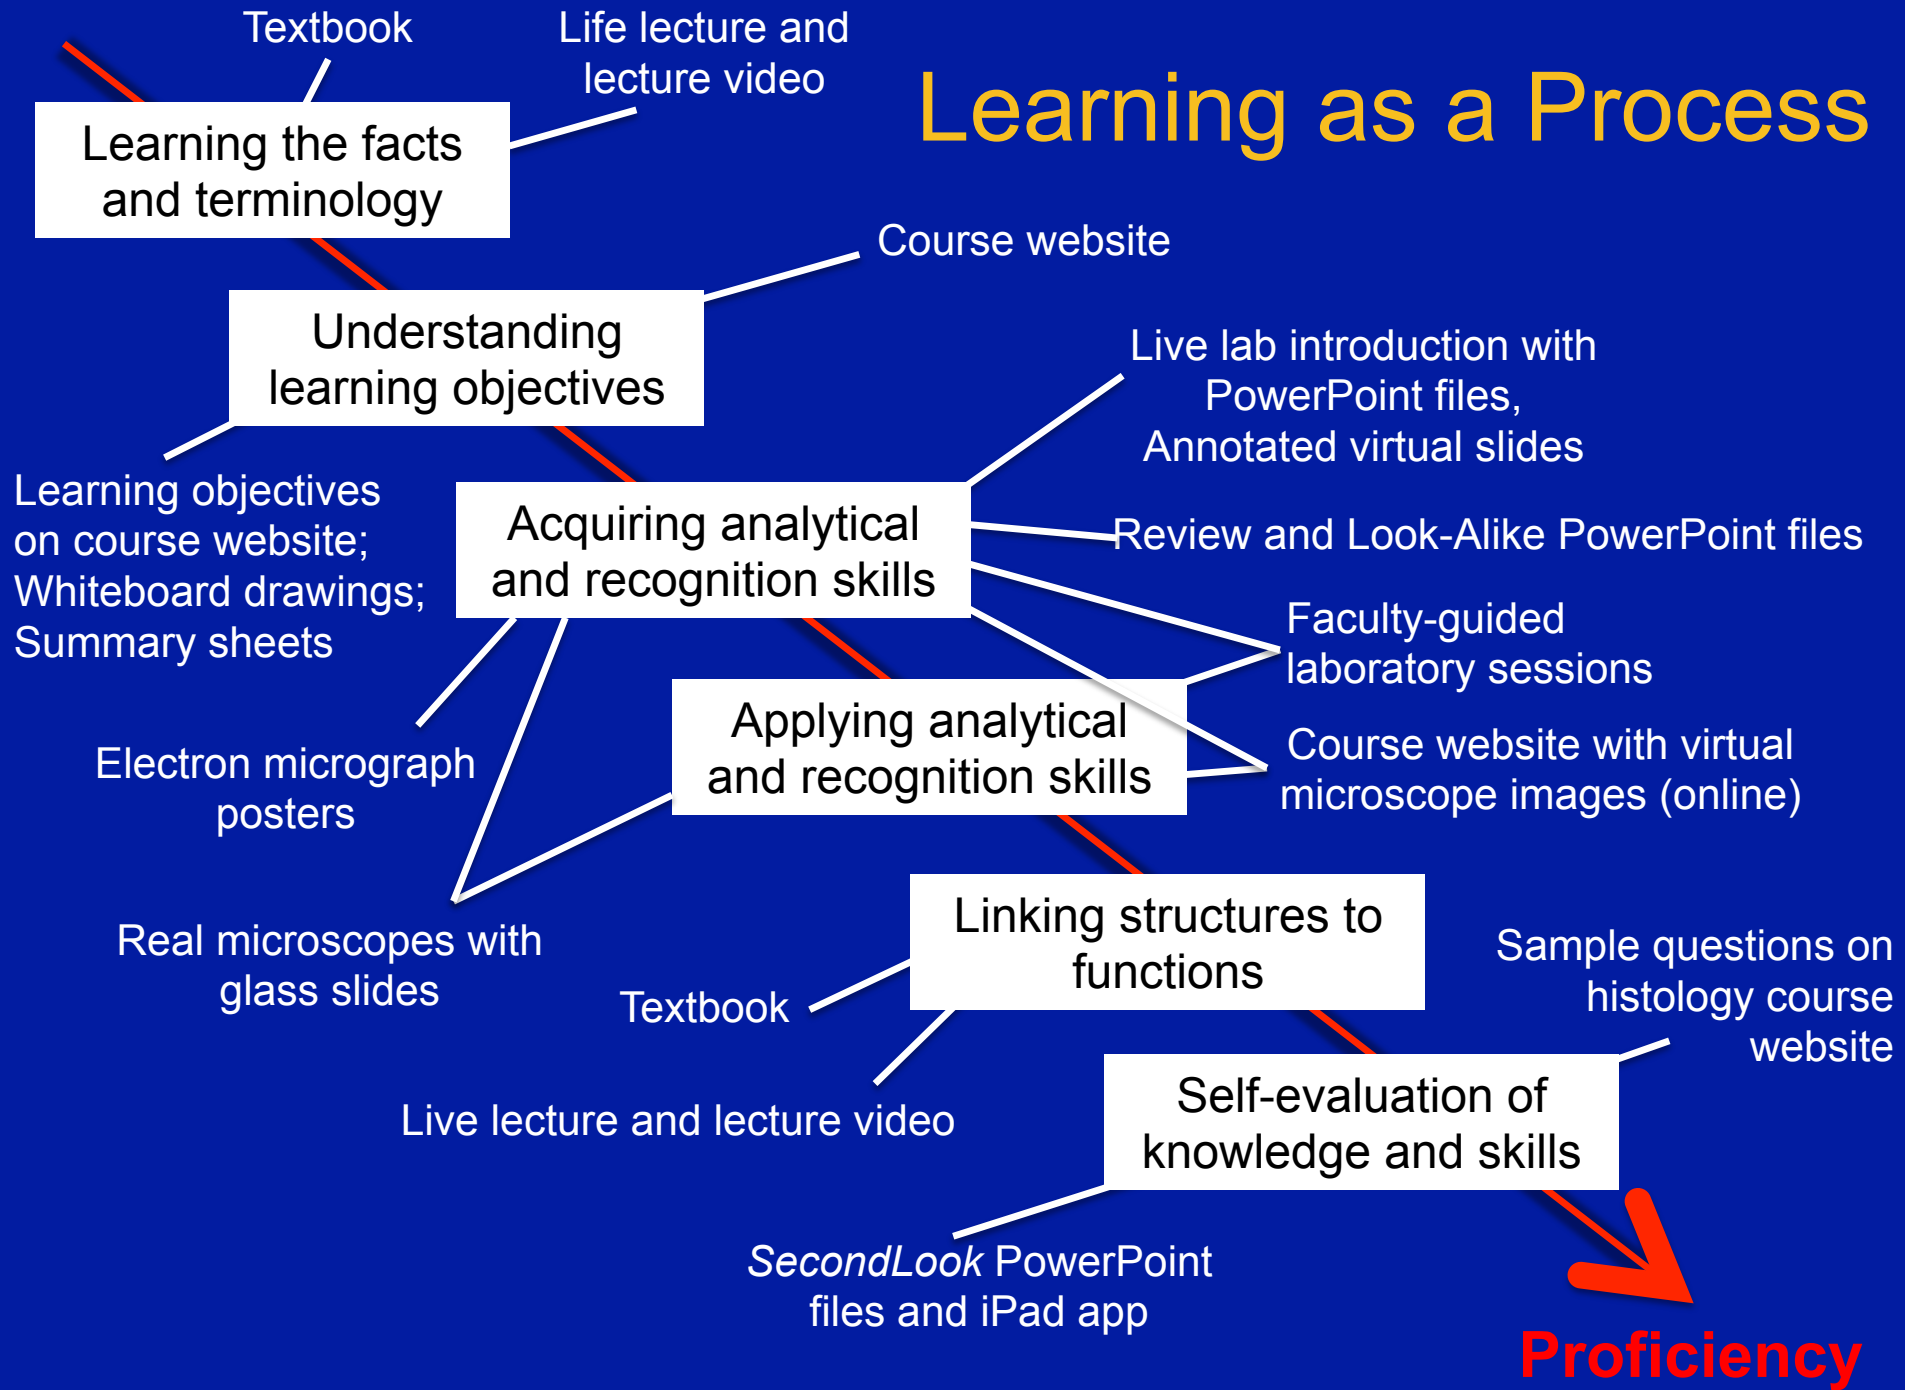 Textbook
Life lecture and
lecture video
Learning as a Process
Learning the facts
and terminology
Course website
Understanding
learning objectives
Live lab introduction with
PowerPoint files,
Annotated virtual slides
Learning objectives
on course website;
Whiteboard drawings;
Summary sheets
Acquiring analytical
and recognition skills
Review and Look-Alike PowerPoint files
Faculty-guided
laboratory sessions
Applying analytical
and recognition skills
Course website with virtual
microscope images (online)
Electron micrograph
posters
Real microscopes with
glass slides
Linking structures to
functions
Textbook
Live lecture and lecture video
Sample questions on
histology course
website
Self-evaluation of
knowledge and skills
SecondLook PowerPoint
files and iPad app
Proficiency